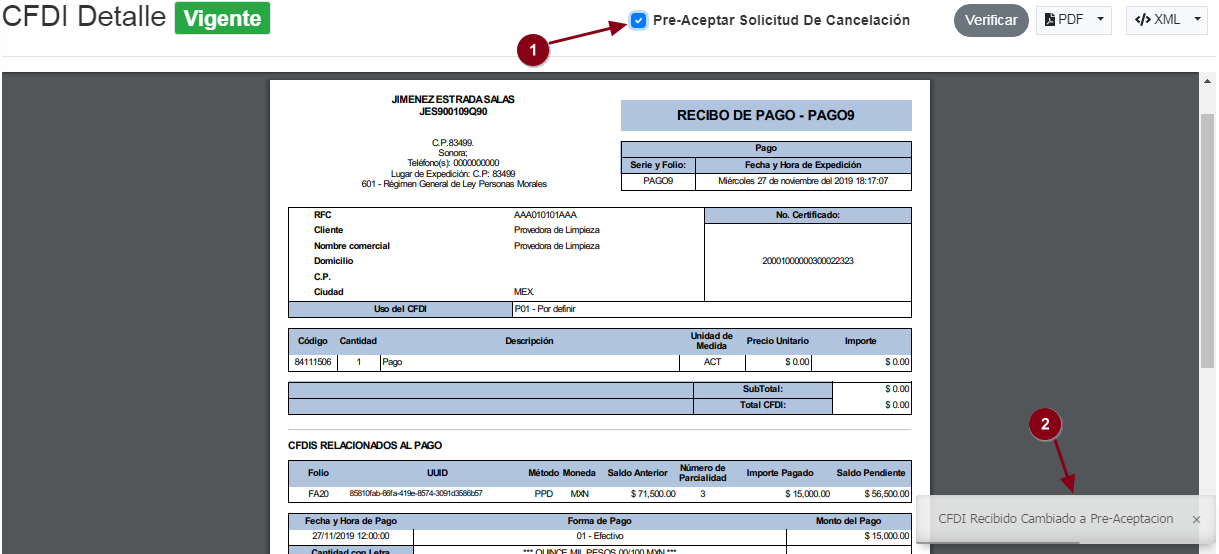 CFDI Detalle Vigente
1
Pre-Aceptar Solicitud De Cancelación
Verificar
PDF
</> XML
JIMENEZ ESTRADA SALAS
JES900109Q90
C.P.83499.
Sonora;
Teléfono(s): 0000000000
Lugar de Expedición: C.P: 83499
601 - Régimen General de Ley Personas Morales
RECIBO DE PAGO - PAGO9
Pago
Serie y Folio: Fecha y Hora de Expedición
PAGO9 Miércoles 27 de noviembre del 2019 18:17:07
RFC AAA010101AAA
Cliente Provedora de Limpieza
Nombre comercial Provedora de Limpieza
Domicilio
C.P.
Ciudad MEX.
No. Certificado:
20001000000300022323
Uso del CFDI P01 - Por definir
Código Cantidad Descripción Unidad de Medida Precio Unitario Importe
84111506 1 Pago ACT $ 0.00 $ 0.00
SubTotal: $ 0.00
Total CFDI: $ 0.00
CFDIS RELACIONADOS AL PAGO
Folio UUID Método Moneda Saldo Anterior Número de Parcialidad Importe Pagado Saldo Pendiente
FA20 85810fab-66fa-419e-8574-3091d3586b57 PPD MXN $ 71,500.00 3 $ 15,000.00 $ 56,500.00
Fecha y Hora de Pago Forma de Pago Monto del Pago
27/11/2019 12:00:00 01 - Efectivo $ 15,000.00
Cantidad con Letra *** QUINCE MIL PESOS 00/100 MXN ***
2
CFDI Recibido Cambiado a Pre-Aceptacion ×